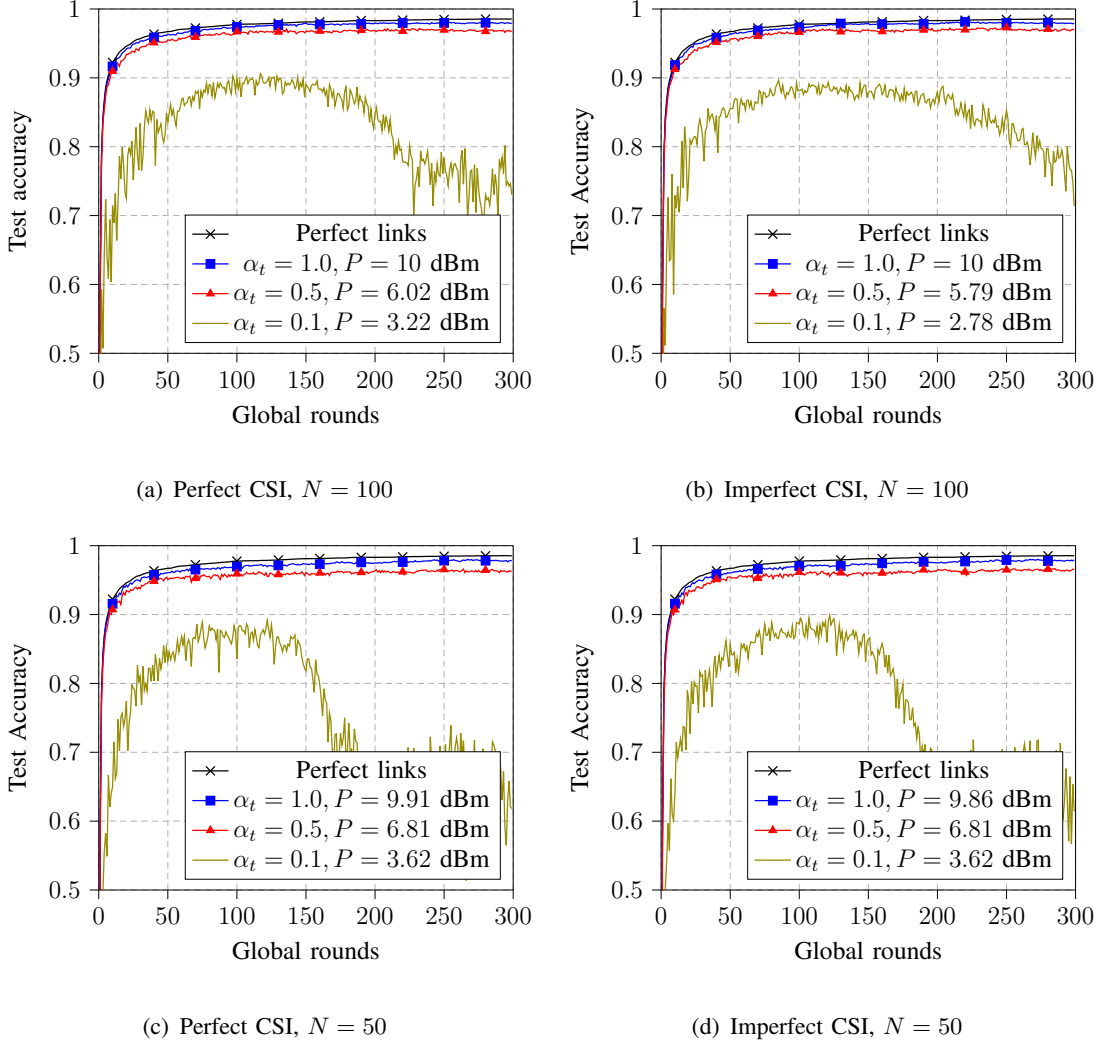 1
0.9
0.8
0.7
0.6
0.5
0 50 100 150 200 250 300
Test accuracy
Global rounds
Perfect links
α_t = 1.0, P = 10 dBm
α_t = 0.5, P = 6.02 dBm
α_t = 0.1, P = 3.22 dBm
(a) Perfect CSI, N = 100
1
0.9
0.8
0.7
0.6
0.5
0 50 100 150 200 250 300
Test Accuracy
Global rounds
Perfect links
α_t = 1.0, P = 10 dBm
α_t = 0.5, P = 5.79 dBm
α_t = 0.1, P = 2.78 dBm
(b) Imperfect CSI, N = 100
1
0.9
0.8
0.7
0.6
0.5
0 50 100 150 200 250 300
Test Accuracy
Global rounds
Perfect links
α_t = 1.0, P = 9.91 dBm
α_t = 0.5, P = 6.81 dBm
α_t = 0.1, P = 3.62 dBm
(c) Perfect CSI, N = 50
1
0.9
0.8
0.7
0.6
0.5
0 50 100 150 200 250 300
Test Accuracy
Global rounds
Perfect links
α_t = 1.0, P = 9.86 dBm
α_t = 0.5, P = 6.81 dBm
α_t = 0.1, P = 3.62 dBm
(d) Imperfect CSI, N = 50